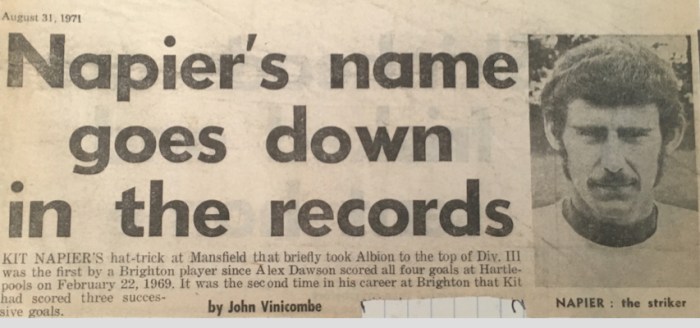 August 31, 1971
Napier's name
goes down
in the records
KIT NAPIER'S hat-trick at Mansfield that briefly took Albion to the top of Div. III
was the first by a Brighton player since Alex Dawson scored all four goals at Hartle-
pools on February 22, 1969. It was the second time in his career at Brighton that Kit
had scored three succes-
sive goals.
by John Vinicombe
NAPIER : the striker